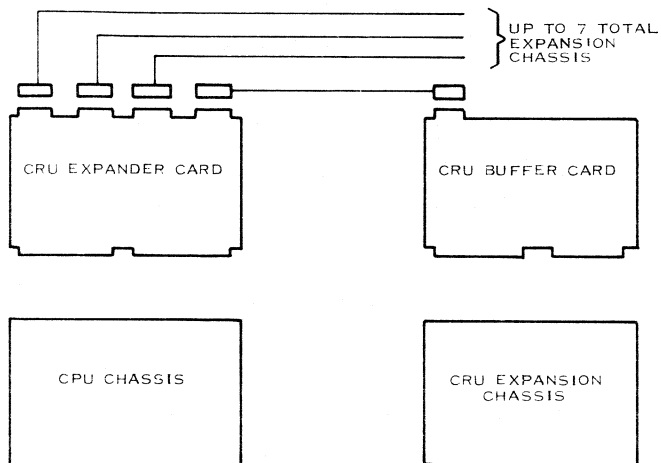 UP TO 7 TOTAL
EXPANSION
CHASSIS
CRU EXPANDER CARD
CRU BUFFER CARD
CPU CHASSIS
CRU EXPANSION
CHASSIS